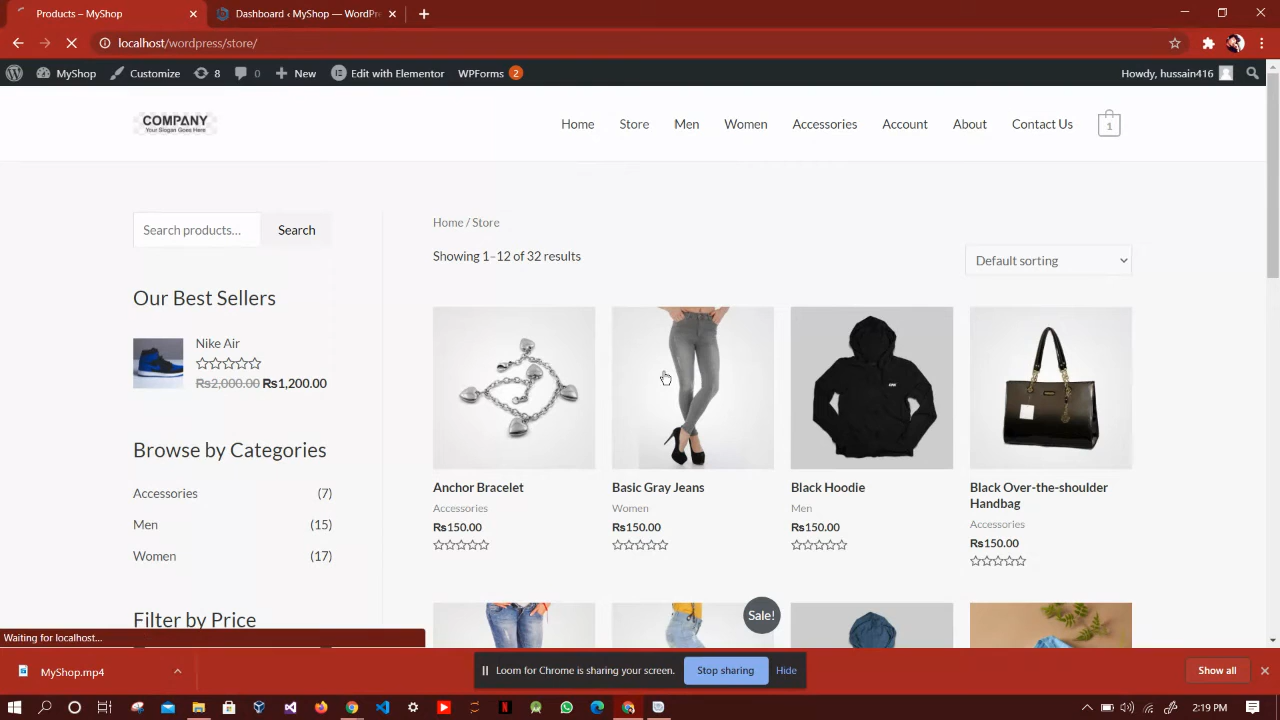 Products – MyShop
Dashboard ‹ MyShop — WordPr
localhost/wordpress/store/
MyShop Customize 8 0 New Edit with Elementor WPForms 2 Howdy, hussain416
COMPANY
Your Slogan Goes Here
Home Store Men Women Accessories Account About Contact Us 1
Search products… Search
Our Best Sellers
Nike Air
₨2,000.00 ₨1,200.00
Browse by Categories
Accessories (7)
Men (15)
Women (17)
Filter by Price
Home / Store
Showing 1–12 of 32 results
Default sorting
Anchor Bracelet
Accessories
₨150.00
Basic Gray Jeans
Women
₨150.00
Black Hoodie
Men
₨150.00
Black Over-the-shoulder
Handbag
Accessories
₨150.00
Sale!
Waiting for localhost...
MyShop.mp4
Loom for Chrome is sharing your screen. Stop sharing Hide
Show all
2:19 PM